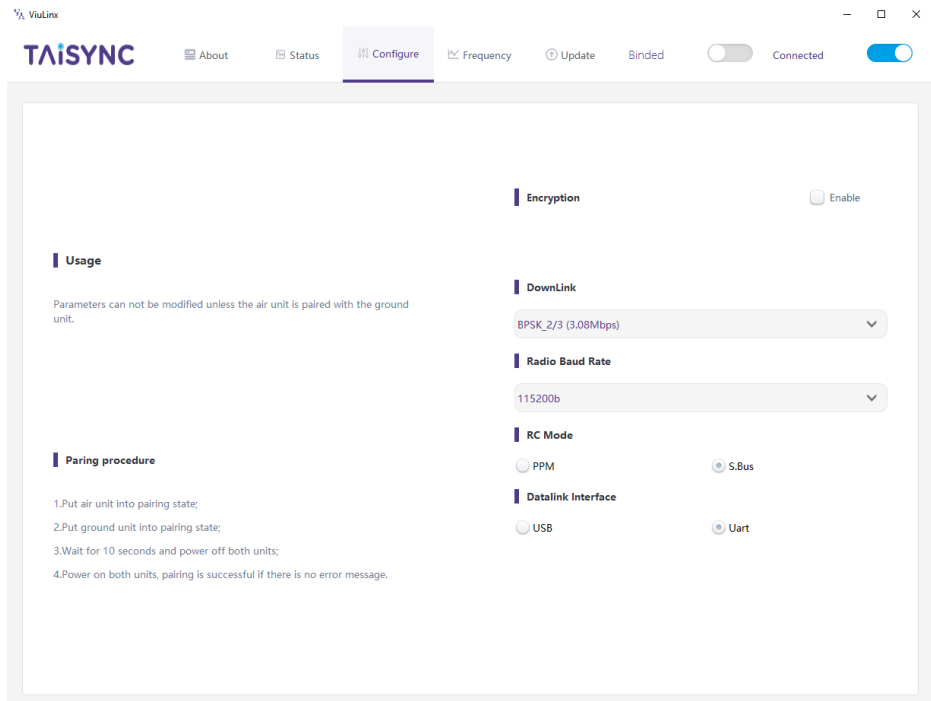 ViuLinx
TAiSYNC
About
Status
Configure
Frequency
Update
Binded
Connected
Encryption
Enable
Usage
Parameters can not be modified unless the air unit is paired with the ground
unit.
DownLink
BPSK_2/3 (3.08Mbps)
Radio Baud Rate
115200b
RC Mode
PPM
S.Bus
Datalink Interface
USB
Uart
Paring procedure
1.Put air unit into pairing state;
2.Put ground unit into pairing state;
3.Wait for 10 seconds and power off both units;
4.Power on both units, pairing is successful if there is no error message.